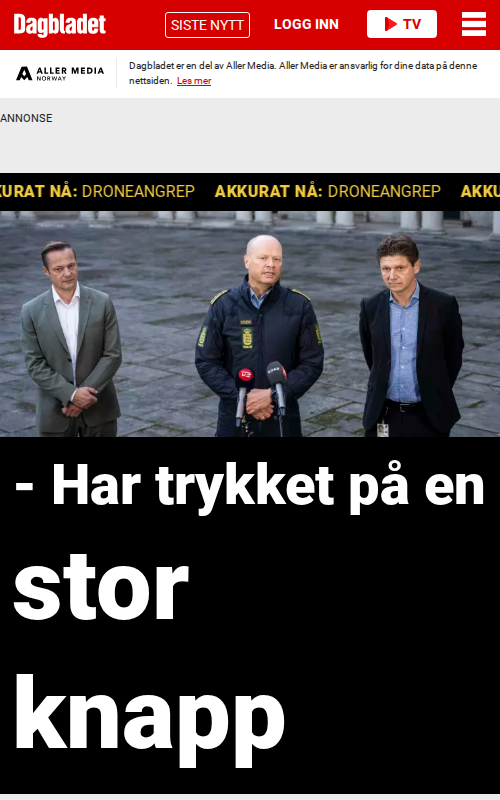 Dagbladet
SISTE NYTT
LOGG INN
TV
ALLER MEDIA
NORWAY
Dagbladet er en del av Aller Media. Aller Media er ansvarlig for dine data på denne
nettsiden. Les mer
ANNONSE
KURAT NÅ: DRONEANGREP AKKURAT NÅ: DRONEANGREP AKKU
- Har trykket på en
stor
knapp